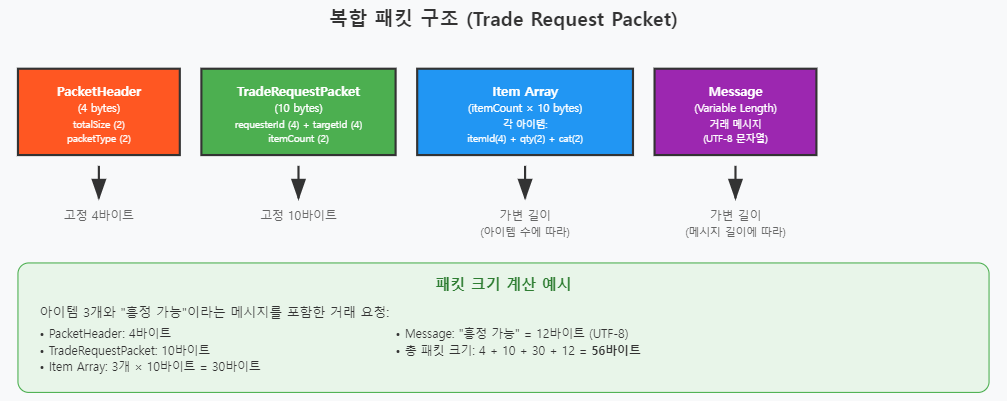 복합 패킷 구조 (Trade Request Packet)
PacketHeader
(4 bytes)
totalSize (2)
packetType (2)
TradeRequestPacket
(10 bytes)
requesterId (4) + targetId (4)
itemCount (2)
Item Array
(itemCount × 10 bytes)
각 아이템:
itemId(4) + qty(2) + cat(2)
Message
(Variable Length)
거래 메시지
(UTF-8 문자열)
고정 4바이트
고정 10바이트
가변 길이
(아이템 수에 따라)
가변 길이
(메시지 길이에 따라)
패킷 크기 계산 예시
아이템 3개와 "흥정 가능"이라는 메시지를 포함한 거래 요청:
• PacketHeader: 4바이트
• TradeRequestPacket: 10바이트
• Item Array: 3개 × 10바이트 = 30바이트
• Message: "흥정 가능" = 12바이트 (UTF-8)
• 총 패킷 크기: 4 + 10 + 30 + 12 = 56바이트